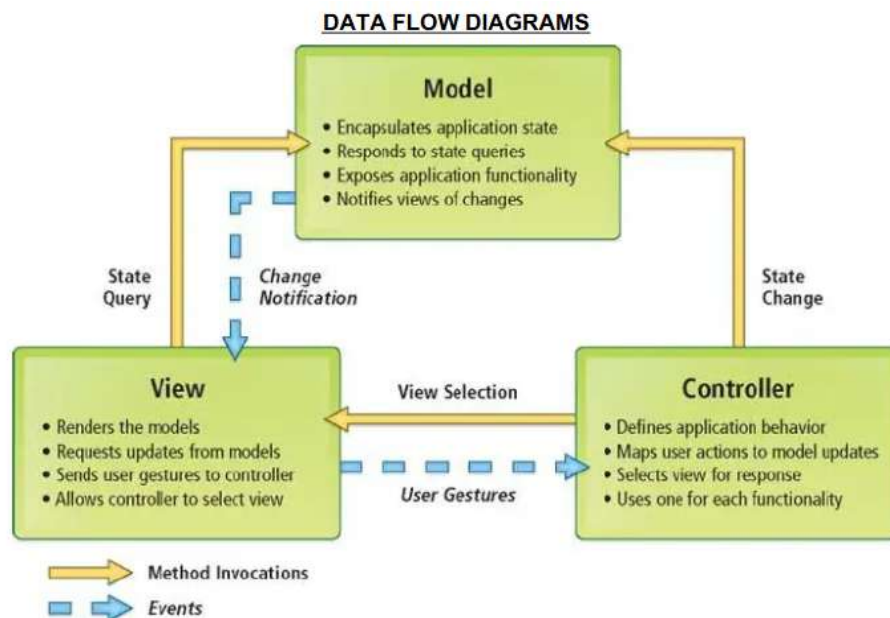 DATA FLOW DIAGRAMS
Model
• Encapsulates application state
• Responds to state queries
• Exposes application functionality
• Notifies views of changes
State
Query
Change
Notification
State
Change
View
• Renders the models
• Requests updates from models
• Sends user gestures to controller
• Allows controller to select view
View Selection
User Gestures
Controller
• Defines application behavior
• Maps user actions to model updates
• Selects view for response
• Uses one for each functionality
Method Invocations
Events